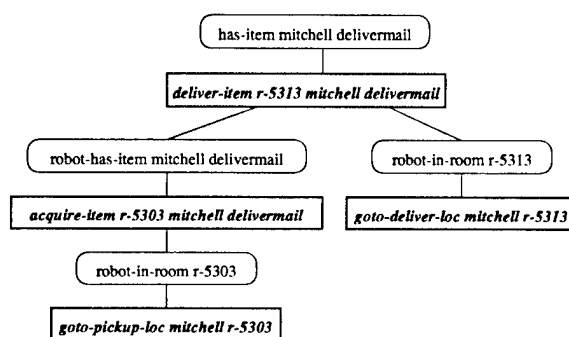 has-item mitchell delivermail
deliver-item r-5313 mitchell delivermail
robot-has-item mitchell delivermail
robot-in-room r-5313
acquire-item r-5303 mitchell delivermail
goto-deliver-loc mitchell r-5313
robot-in-room r-5303
goto-pickup-loc mitchell r-5303